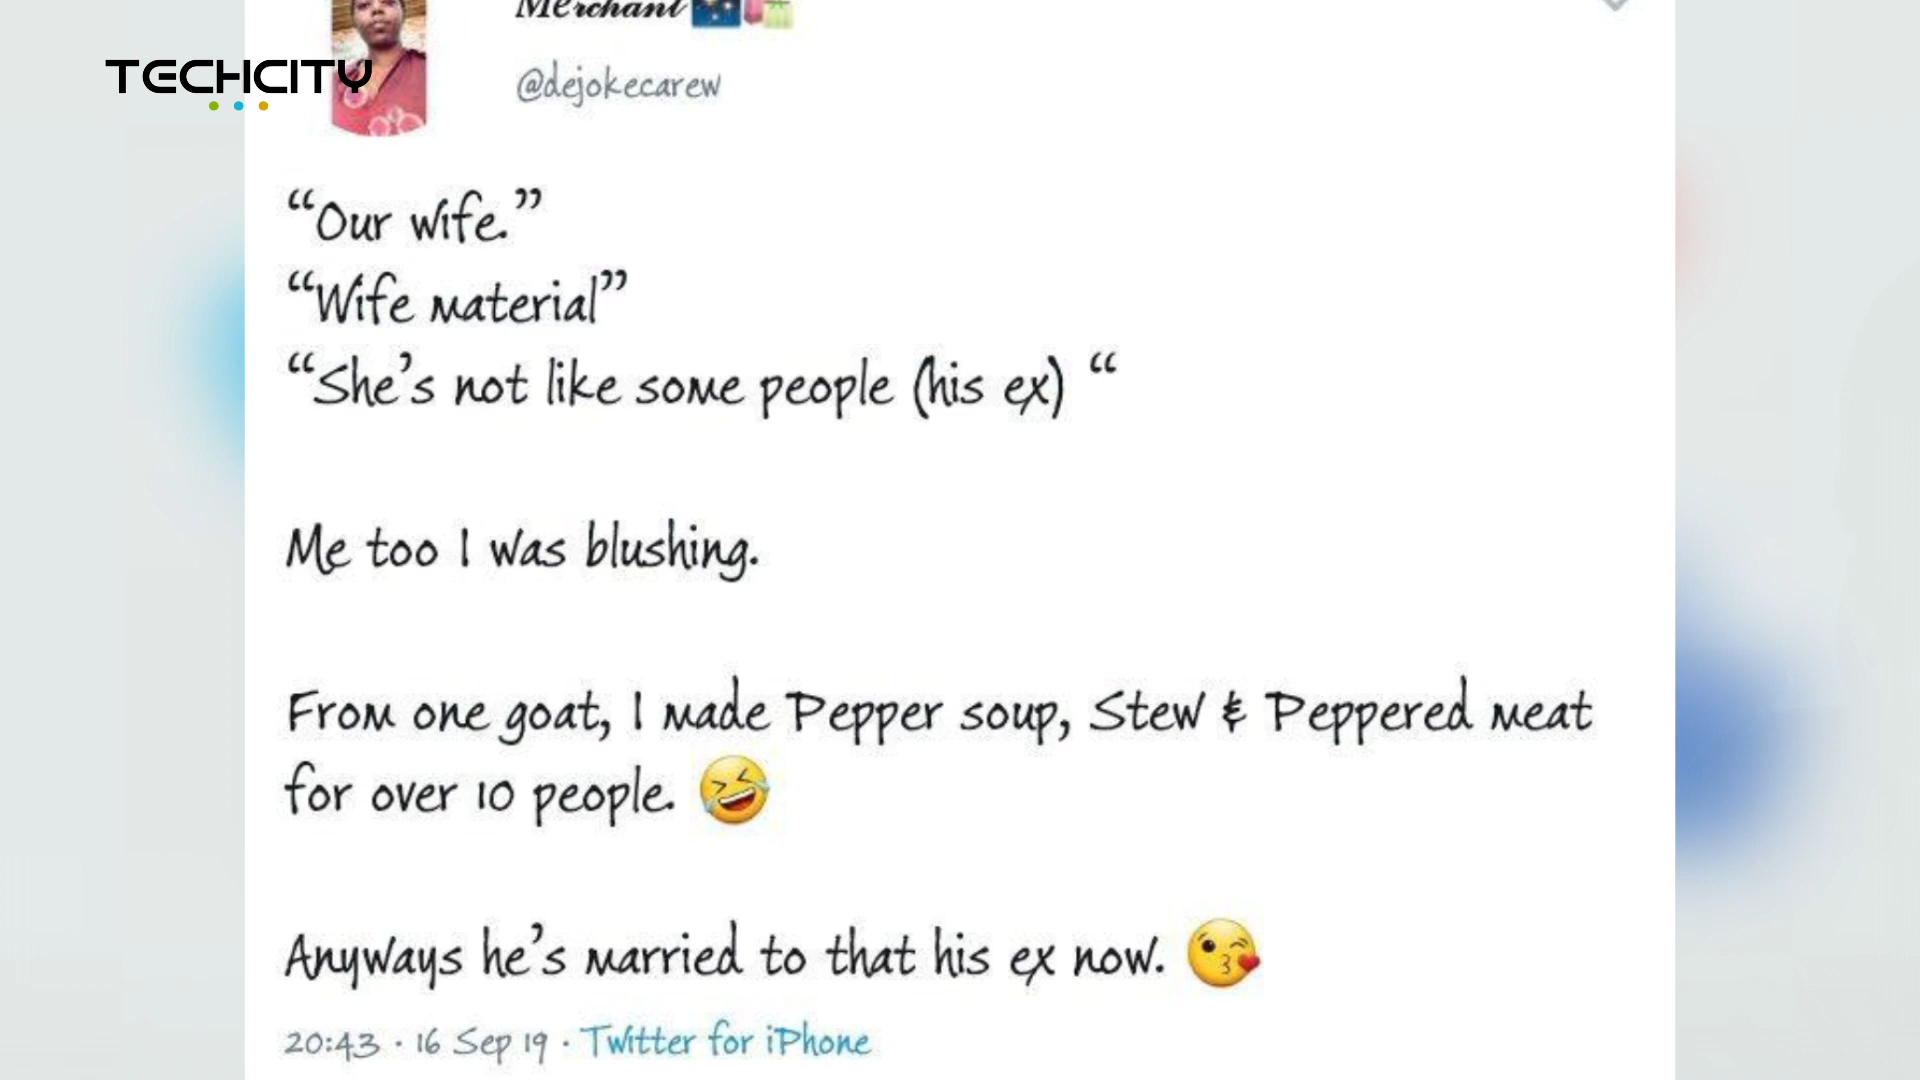 Merchant
TECHCITY
@dejokecarew
“Our wife.”
“Wife material”
“She’s not like some people (his ex) “
Me too I was blushing.
From one goat, I made Pepper soup, Stew & Peppered meat
for over 10 people. 🤣
Anyways he’s married to that his ex now. 😘
20:43 · 16 Sep 19 · Twitter for iPhone